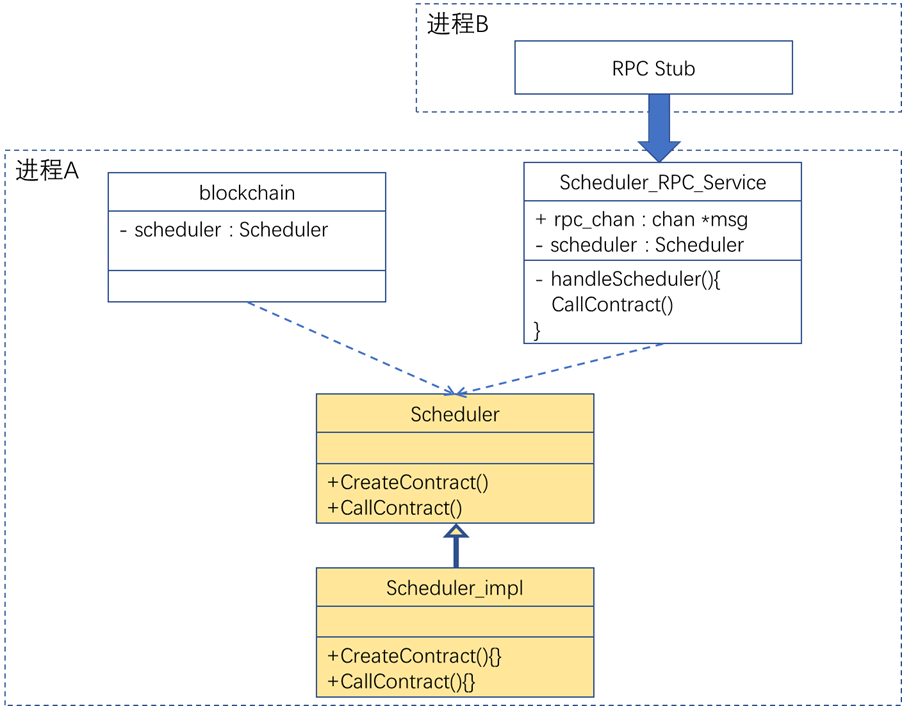 进程B
RPC Stub
进程A
blockchain
- scheduler : Scheduler
Scheduler_RPC_Service
+ rpc_chan : chan *msg
- scheduler : Scheduler
- handleScheduler(){
CallContract()
}
Scheduler
+CreateContract()
+CallContract()
Scheduler_impl
+CreateContract(){}
+CallContract(){}